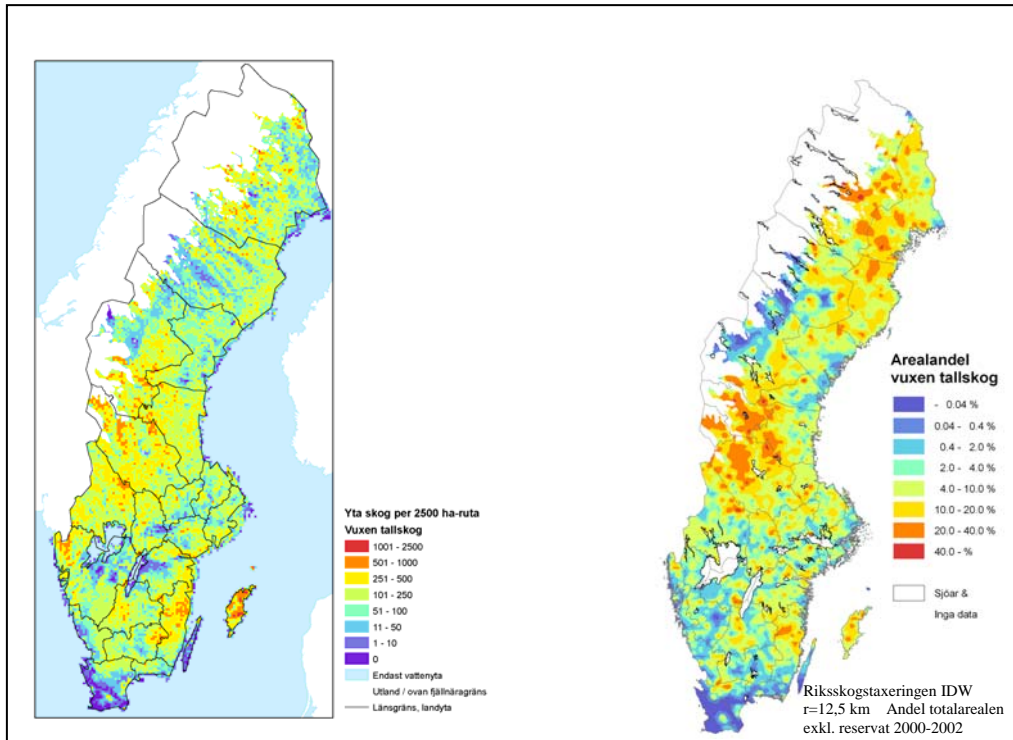 Yta skog per 2500 ha-ruta
Vuxen tallskog
1001 - 2500
501 - 1000
251 - 500
101 - 250
51 - 100
11 - 50
1 - 10
0
Endast vattenyta
Utland / ovan fjällnäragräns
Länsgräns, landyta
Arealandel
vuxen tallskog
- 0.04 %
0.04 - 0.4 %
0.4 - 2.0 %
2.0 - 4.0 %
4.0 - 10.0 %
10.0 - 20.0 %
20.0 - 40.0 %
40.0 - %
Sjöar &
Inga data
Riksskogstaxeringen IDW
r=12,5 km Andel totalarealen
exkl. reservat 2000-2002